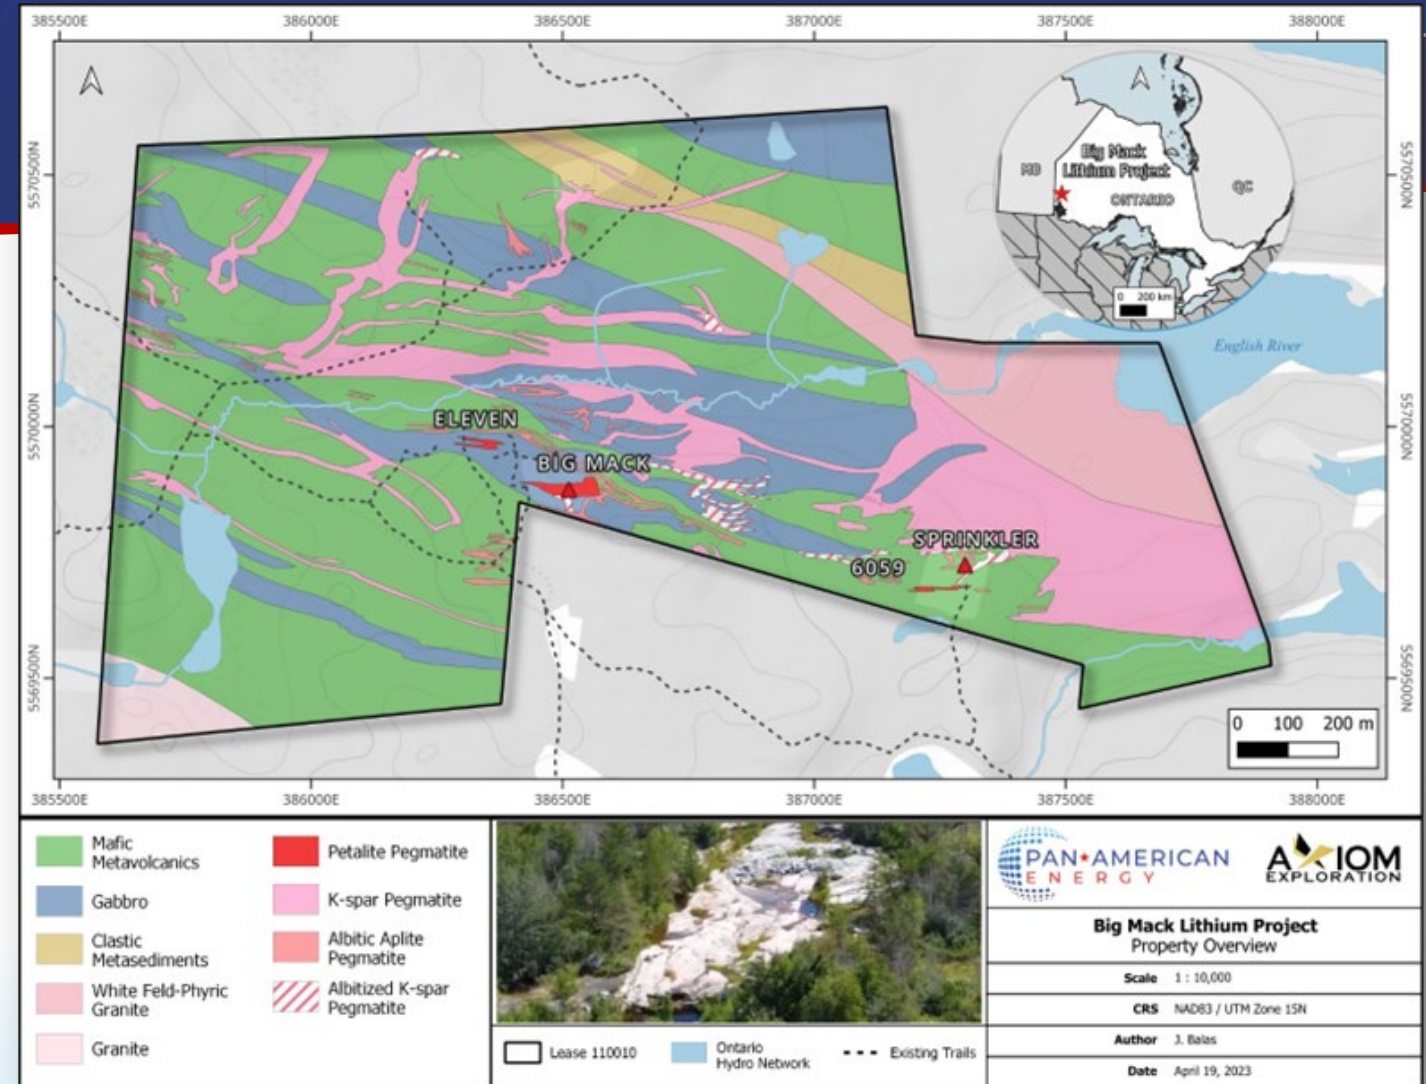 385500E 386000E 386500E 387000E 387500E 388000E
5570500N
5570000N
5569500N
5570500N
5570000N
5569500N
MB
Big Mack
Lithium Project
ONTARIO
QC
0 200 km
English River
ELEVEN
BIG MACK
SPRINKLER
6059
0 100 200 m
385500E 386000E 386500E 387000E 387500E 388000E
Mafic
Metavolcanics
Gabbro
Clastic
Metasediments
White Feld-Phyric
Granite
Granite
Petalite Pegmatite
K-spar Pegmatite
Albitic Aplite
Pegmatite
Albitized K-spar
Pegmatite
Lease 110010
Ontario
Hydro Network
Existing Trails
PAN AMERICAN
ENERGY
AXIOM
EXPLORATION
Big Mack Lithium Project
Property Overview
Scale 1 : 10,000
CRS NAD83 / UTM Zone 15N
Author J. Balas
Date April 19, 2023